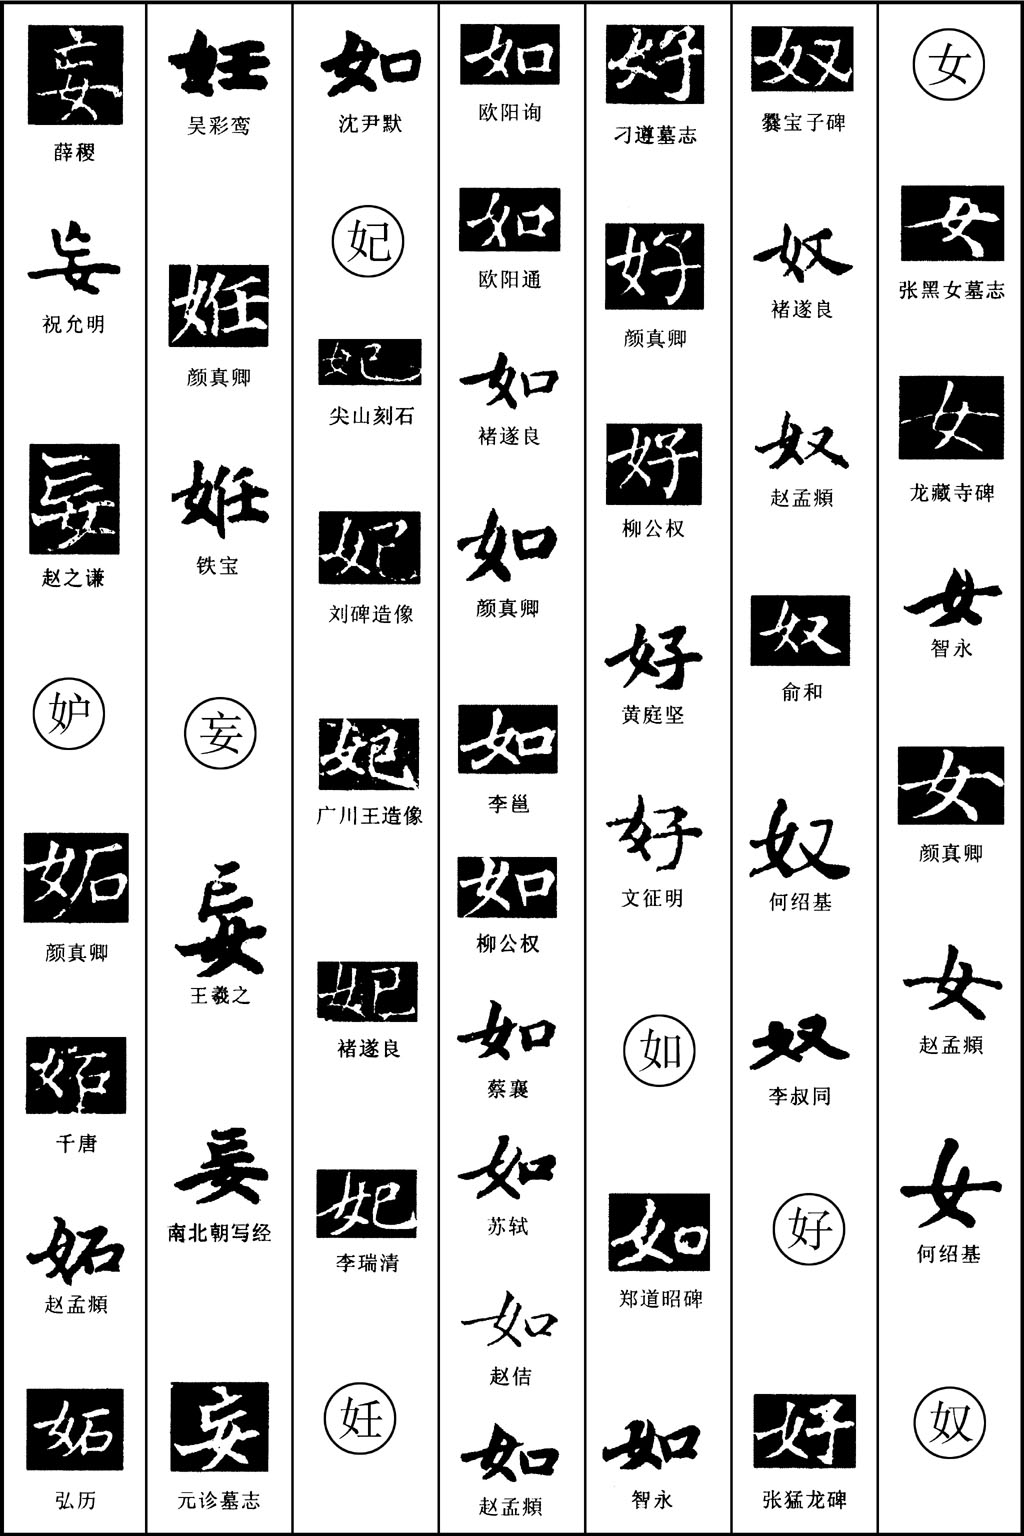 女
女
张黑女墓志
女
龙藏寺碑
女
智永
女
颜真卿
女
赵孟頫
女
何绍基
奴
奴
爨宝子碑
奴
褚遂良
奴
赵孟頫
奴
俞和
奴
何绍基
奴
李叔同
好
好
张猛龙碑
好
刁遵墓志
好
颜真卿
好
柳公权
好
黄庭坚
好
文征明
如
如
郑道昭碑
如
智永
如
欧阳询
如
欧阳通
如
褚遂良
如
颜真卿
如
李邕
如
柳公权
如
蔡襄
如
苏轼
如
赵佶
如
赵孟頫
如
沈尹默
妃
妃
尖山刻石
妃
刘碑造像
妃
广川王造像
妃
褚遂良
妃
李瑞清
妊
妊
吴彩鸾
姙
颜真卿
姙
铁宝
妄
妄
王羲之
妄
南北朝写经
妄
元诊墓志
妄
薛稷
妄
祝允明
妄
赵之谦
妒
妬
颜真卿
妬
千唐
妬
赵孟頫
妬
弘历